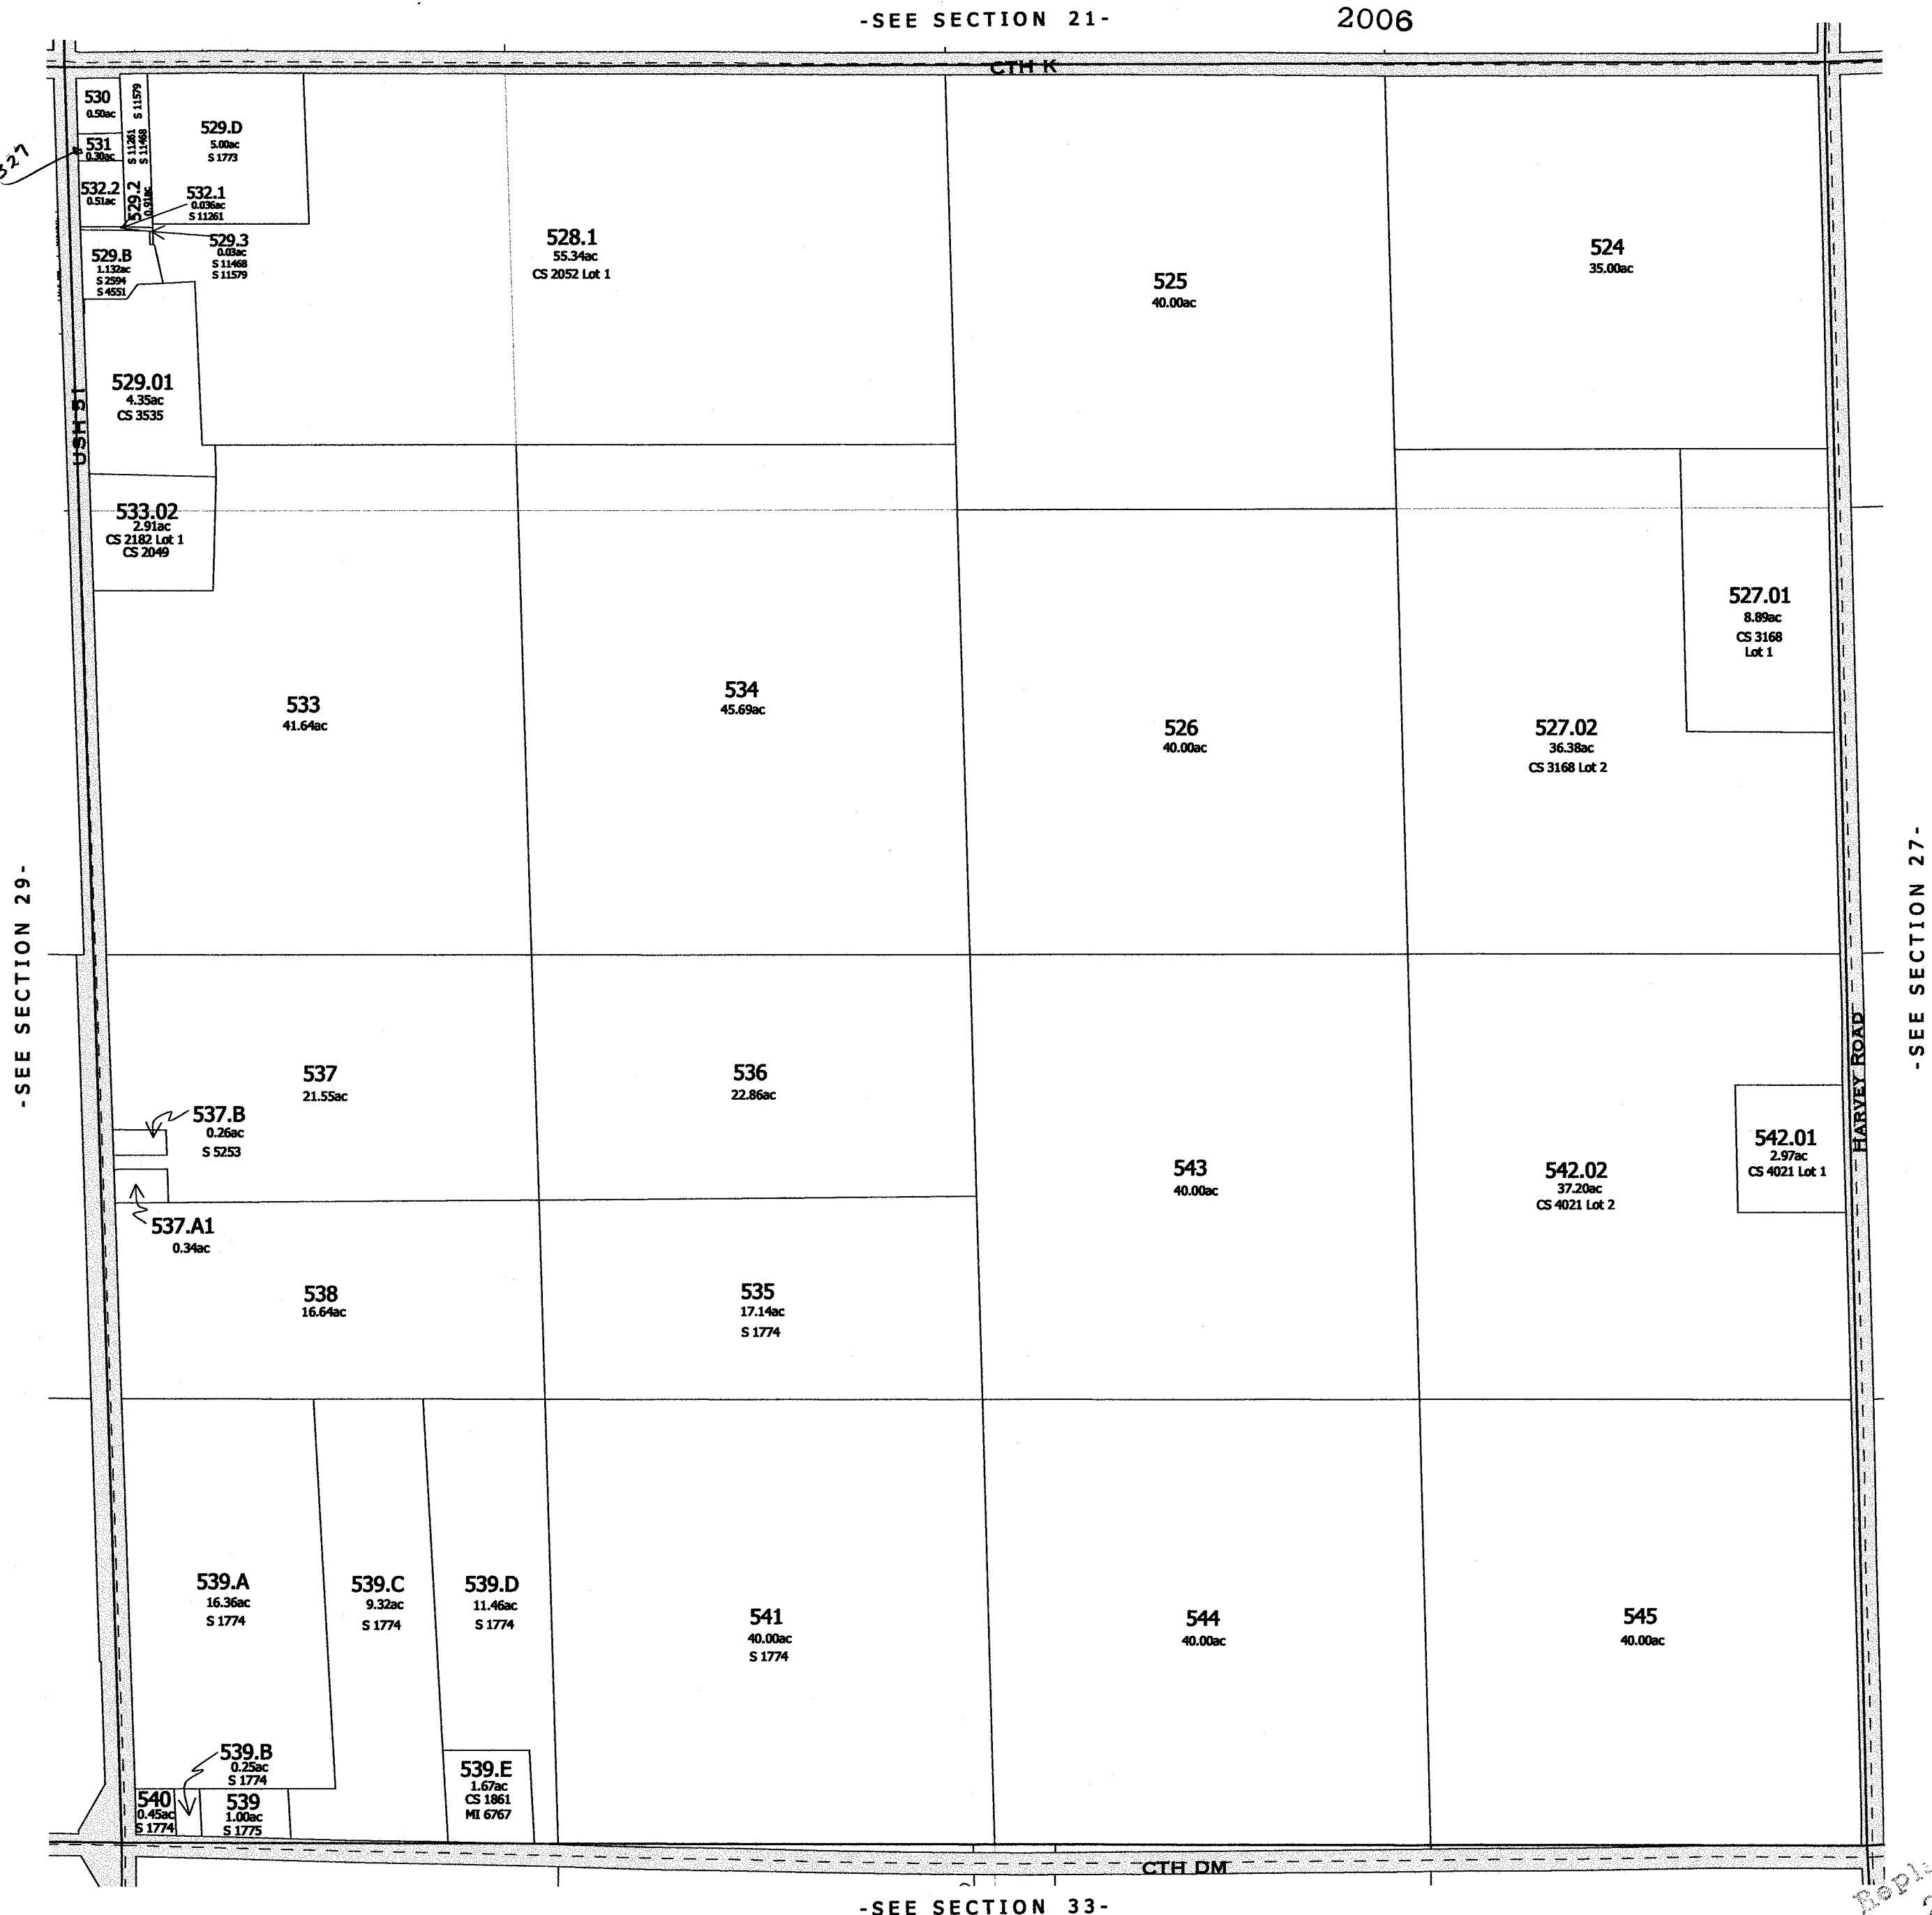 -SEE SECTION 21-
2006
CTH K
530
0.50ac
S 11579
531
0.30ac
S 11261
S 11468
529.D
5.00ac
S 1773
327
532.2
0.51ac
529.2
0.91ac
532.1
0.036ac
S 11261
529.B
1.132ac
S 2594
S 4551
529.3
0.03ac
S 11468
S 11579
528.1
55.34ac
CS 2052 Lot 1
525
40.00ac
524
35.00ac
529.01
4.35ac
CS 3535
USH 51
533.02
2.91ac
CS 2182 Lot 1
CS 2049
527.01
8.89ac
CS 3168
Lot 1
533
41.64ac
534
45.69ac
526
40.00ac
527.02
36.38ac
CS 3168 Lot 2
-SEE SECTION 29-
-SEE SECTION 27-
537
21.55ac
536
22.86ac
537.B
0.26ac
S 5253
HARVEY ROAD
542.01
2.97ac
CS 4021 Lot 1
543
40.00ac
542.02
37.20ac
CS 4021 Lot 2
537.A1
0.34ac
538
16.64ac
535
17.14ac
S 1774
539.A
16.36ac
S 1774
539.C
9.32ac
S 1774
539.D
11.46ac
S 1774
541
40.00ac
S 1774
544
40.00ac
545
40.00ac
539.B
0.25ac
S 1774
540
0.45ac
S 1774
539
1.00ac
S 1775
539.E
1.67ac
CS 1861
MI 6767
CTH DM
-SEE SECTION 33-